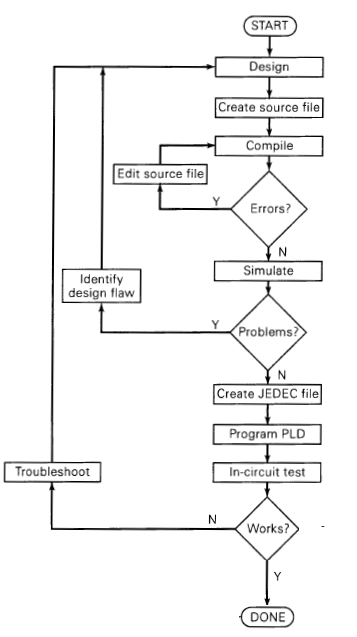 START
Design
Create source file
Compile
Edit source file
Errors?
Y
N
Simulate
Identify
design flaw
Problems?
Y
N
Create JEDEC file
Program PLD
In-circuit test
Troubleshoot
Works?
N
Y
DONE